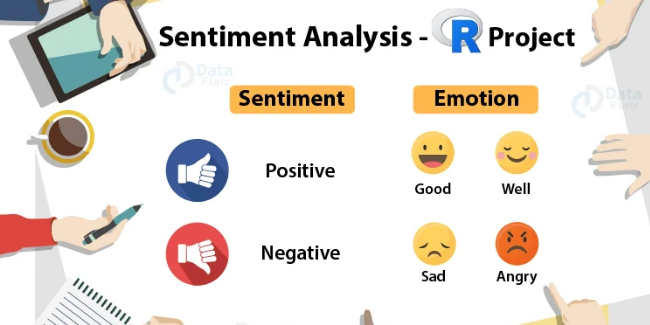 Sentiment Analysis - R Project
Data
Flair
Data
Flair
Sentiment Emotion
Positive
Good Well
Negative
Sad Angry